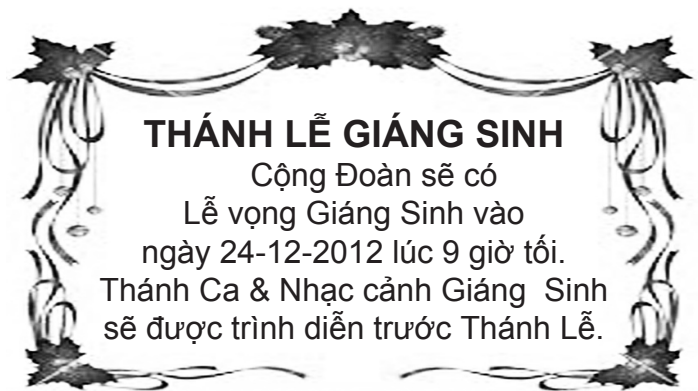 THÁNH LỄ GIÁNG SINH
Cộng Đoàn sẽ có
Lễ vọng Giáng Sinh vào
ngày 24-12-2012 lúc 9 giờ tối.
Thánh Ca & Nhạc cảnh Giáng Sinh
sẽ được trình diễn trước Thánh Lễ.